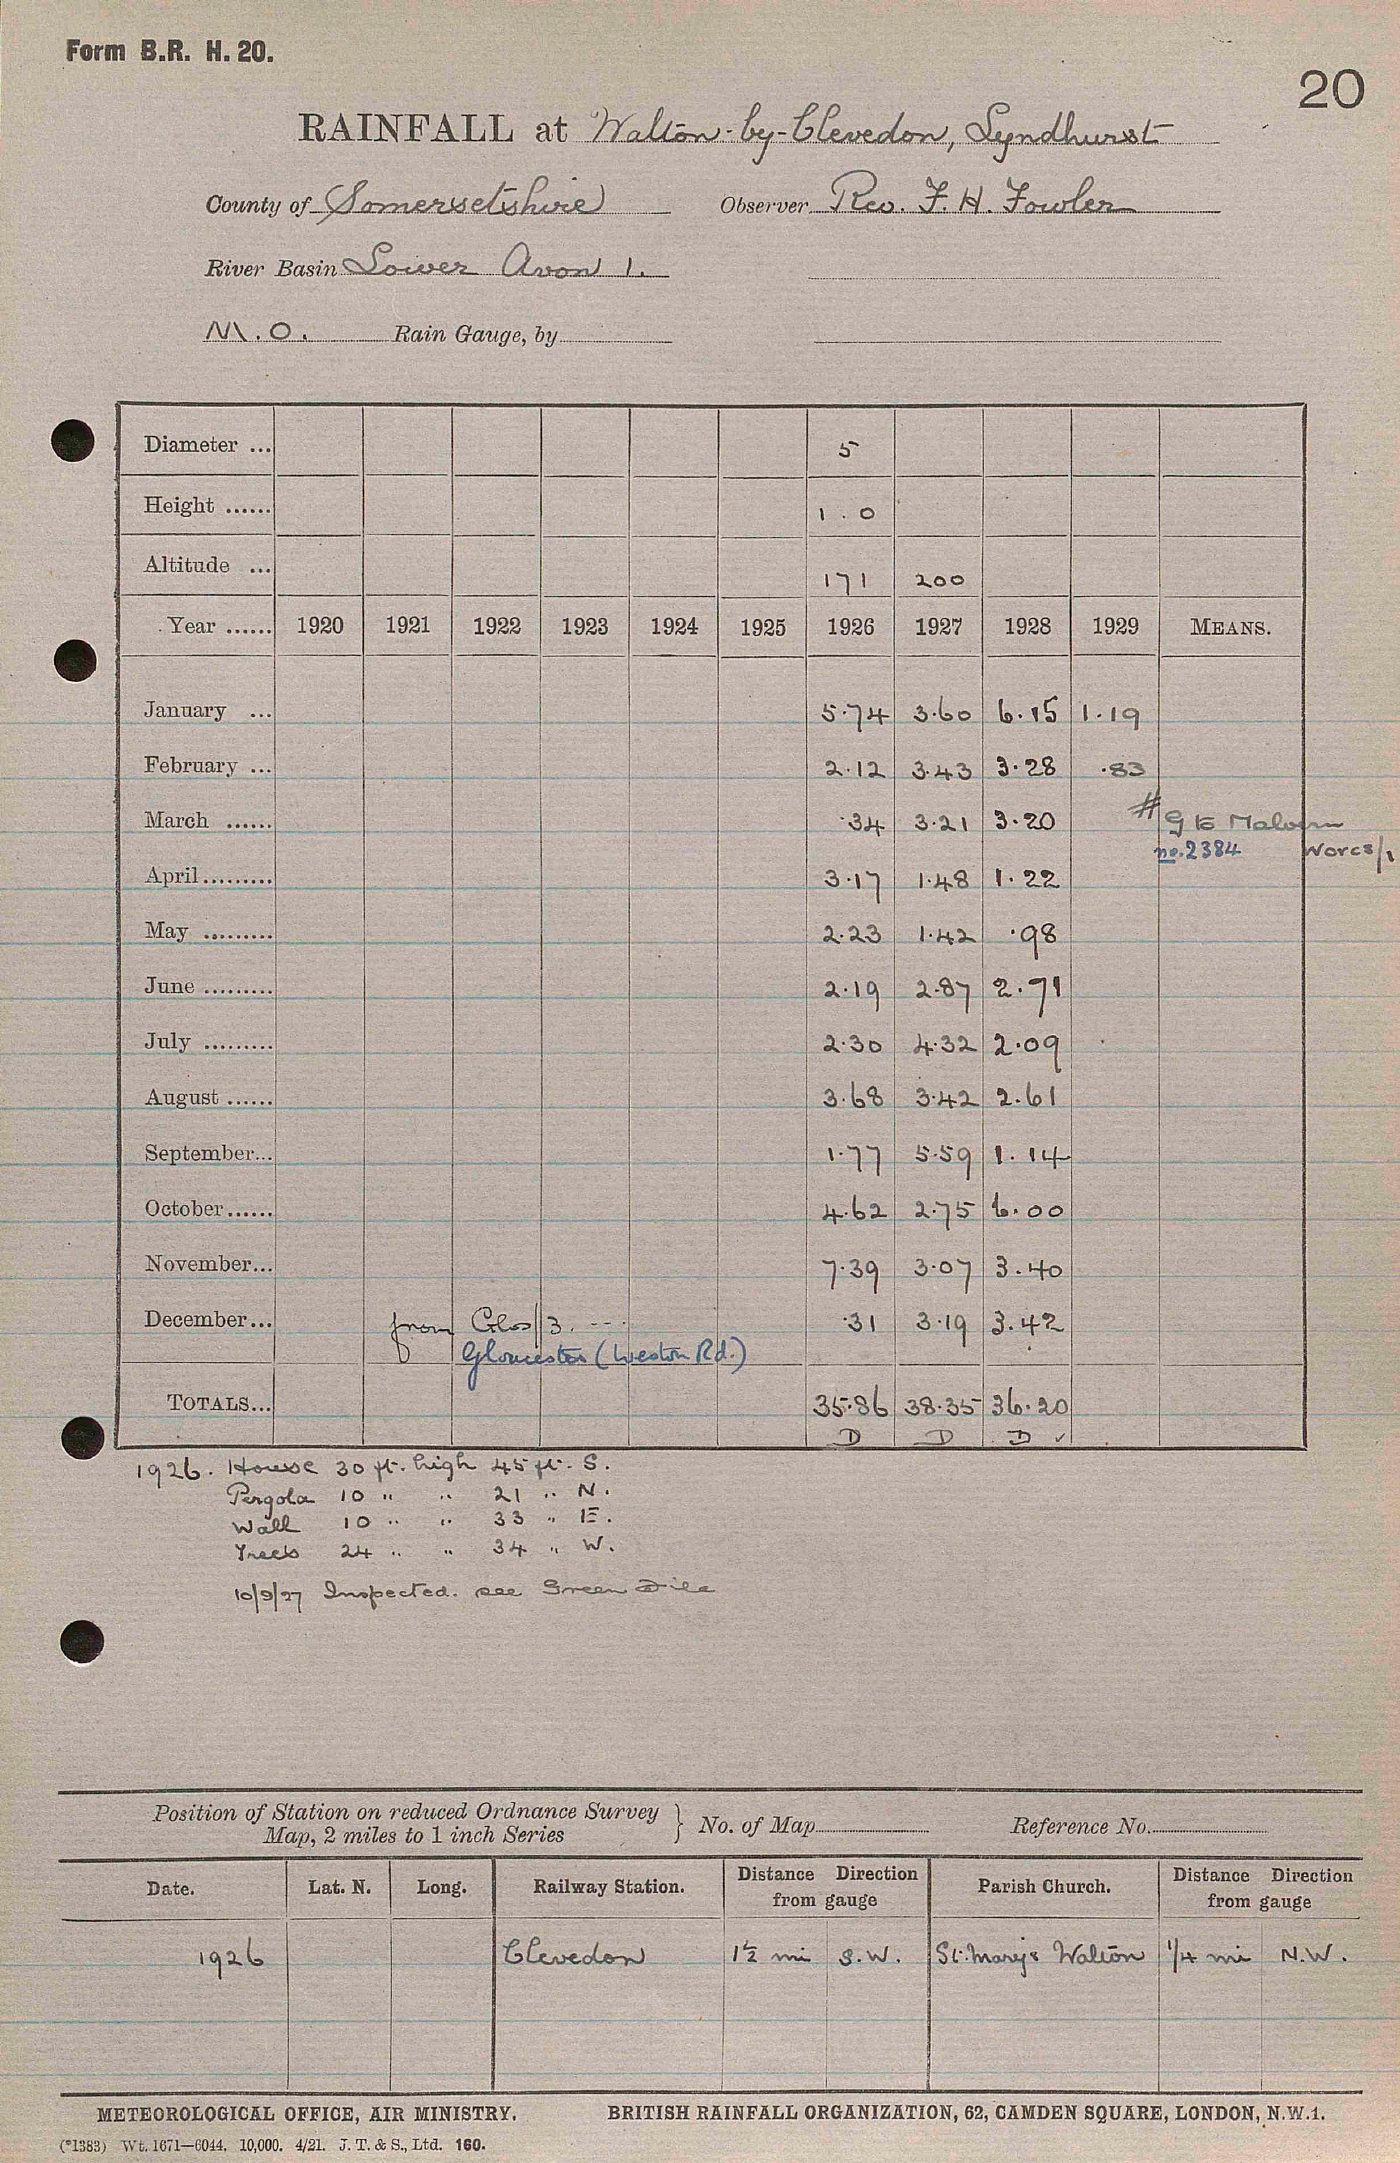 Form B.R. H. 20.
20
RAINFALL at Walton-by-Clevedon, Lyndhurst
County of Somersetshire Observer Rev. F. H. Fowler
River Basin Lower Avon 1.
M.O. Rain Gauge, by
Diameter ... 5
Height ...... 1.0
Altitude ... 171 200
Year ...... 1920 1921 1922 1923 1924 1925 1926 1927 1928 1929 MEANS.
January ... 5.74 3.60 6.15 1.19
February ... 2.12 3.43 3.28 .83
March ...... .34 3.21 3.20 # G to Malvern
no. 2384 Worcs/1
April ......... 3.17 1.48 1.22
May ......... 2.23 1.42 .98
June ......... 2.19 2.87 2.71
July ......... 2.30 4.32 2.09
August ...... 3.68 3.42 2.61
September... 1.77 5.59 1.14
October...... 4.62 2.75 6.00
November... 7.39 3.07 3.40
December... from Glos/3. --- .31 3.19 3.42
Gloucester (Weston Rd.)
TOTALS... 35.86 38.35 36.20
D D D ✓
1926. House 30 ft. high 45 ft. S.
Pergola 10 " " 21 " N.
Wall 10 " " 33 " E.
Trees 24 " " 34 " W.
10/9/27 Inspected. see Green File
Position of Station on reduced Ordnance Survey
Map, 2 miles to 1 inch Series } No. of Map Reference No.
Date. Lat. N. Long. Railway Station. Distance Direction from gauge Parish Church. Distance Direction from gauge
1926 Clevedon 1½ mi S.W. St. Mary's Walton 1/4 mi N.W.
METEOROLOGICAL OFFICE, AIR MINISTRY. BRITISH RAINFALL ORGANIZATION, 62, CAMDEN SQUARE, LONDON, N.W.1.
(*1383) Wt. 1671—6044. 10,000. 4/21. J. T. & S., Ltd. 160.